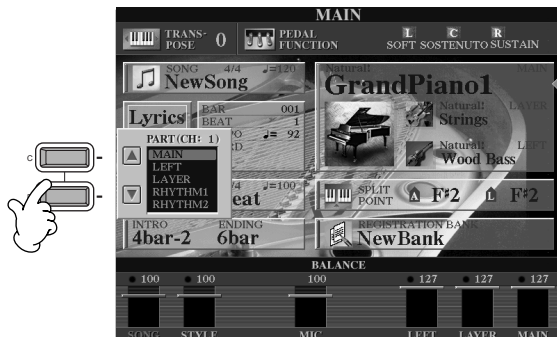 MAIN
TRANS-
POSE 0
PEDAL
FUNCTION
L C R
SOFT SOSTENUTO SUSTAIN
SONG 4/4 ♩=120
NewSong
Natural! MAIN
GrandPiano1
Lyrics
BAR 001
BEAT 1
♩= 92
Natural! LAYER
Strings
Natural! LEFT
Wood Bass
C
PART(CH: 1)
MAIN
LEFT
LAYER
RHYTHM1
RHYTHM2
/4 ♩=100
eat
SPLIT
POINT
A F♯2 L F♯2
INTRO ENDING
4bar-2 6bar
REGISTRATION BANK
NewBank
BALANCE
100 100 100 127 127 127
SONG STYLE MIC LEFT LAYER MAIN